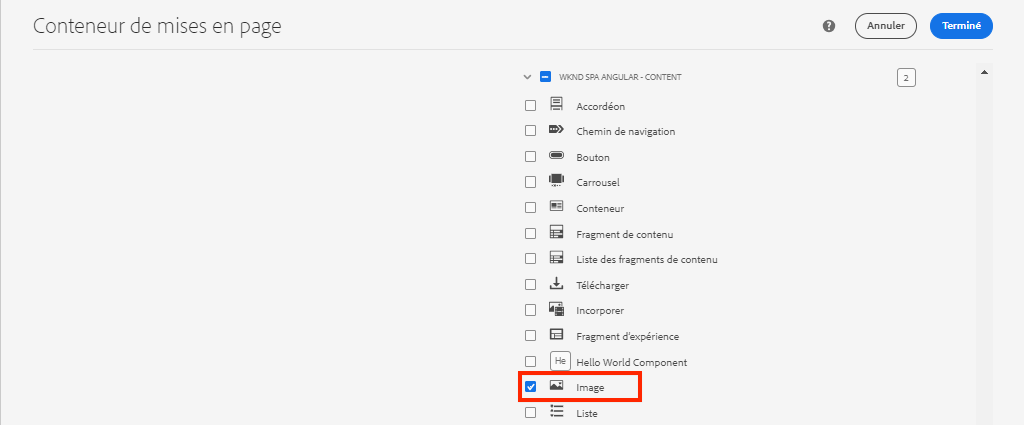 Conteneur de mises en page
?
Annuler
Terminé
WKND SPA ANGULAR - CONTENT
2
Accordéon
Chemin de navigation
Bouton
Carrousel
Conteneur
Fragment de contenu
Liste des fragments de contenu
Télécharger
Incorporer
Fragment d'expérience
He Hello World Component
Image
Liste